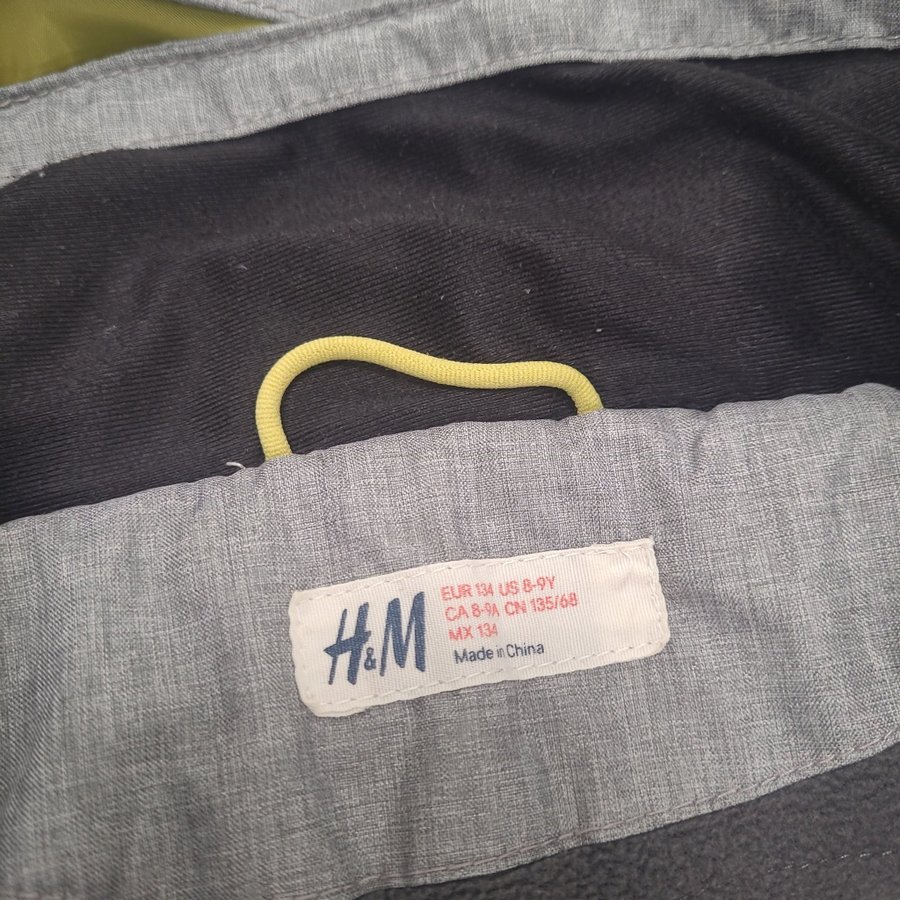 H&M
EUR 134 US 8-9Y
CA 8-9A CN 135/68
MX 134
Made in China